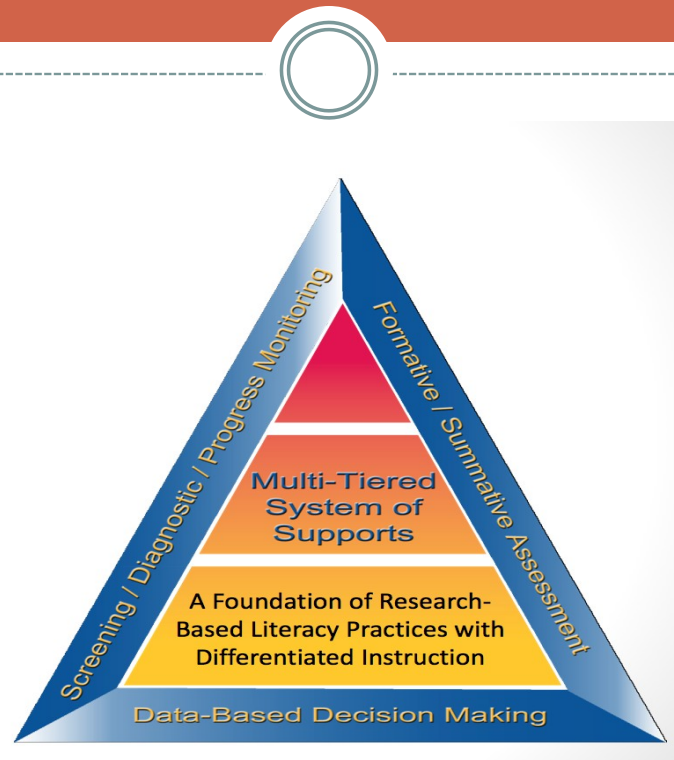 Screening / Diagnostic / Progress Monitoring
Formative / Summative Assessment
Multi-Tiered
System of
Supports
A Foundation of Research-
Based Literacy Practices with
Differentiated Instruction
Data-Based Decision Making